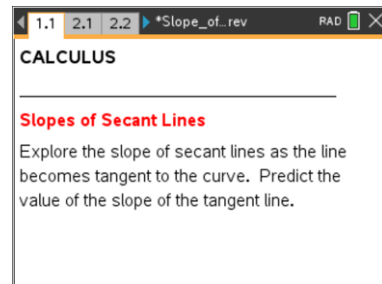 1.1 2.1 2.2 *Slope_of…rev RAD
CALCULUS
Slopes of Secant Lines
Explore the slope of secant lines as the line
becomes tangent to the curve. Predict the
value of the slope of the tangent line.